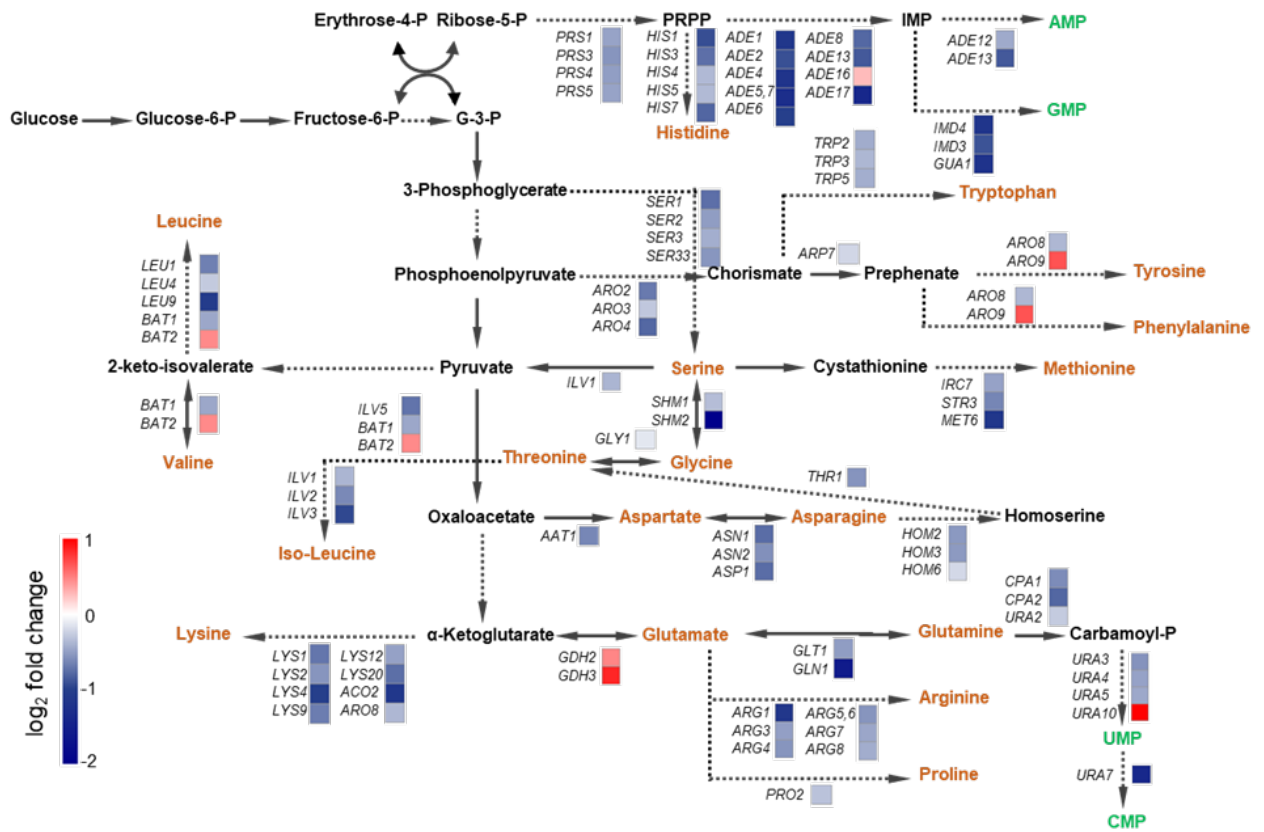 Erythrose-4-P Ribose-5-P PRPP IMP AMP
PRS1
PRS3
PRS4
PRS5
HIS1
HIS3
HIS4
HIS5
HIS7
ADE1
ADE2
ADE4
ADE5,7
ADE6
ADE8
ADE13
ADE16
ADE17
ADE12
ADE13
Glucose Glucose-6-P Fructose-6-P G-3-P
Histidine
GMP
IMD4
IMD3
GUA1
TRP2
TRP3
TRP5
3-Phosphoglycerate
Tryptophan
SER1
SER2
SER3
SER33
Leucine
LEU1
LEU4
LEU9
BAT1
BAT2
ARP7
ARO8
ARO9
Phosphoenolpyruvate Chorismate Prephenate Tyrosine
ARO2
ARO3
ARO4
ARO8
ARO9
Phenylalanine
2-keto-isovalerate Pyruvate Serine Cystathionine Methionine
ILV1
IRC7
STR3
MET6
BAT1
BAT2
ILV5
BAT1
BAT2
SHM1
SHM2
GLY1
Valine Threonine Glycine
ILV1
ILV2
ILV3
THR1
Iso-Leucine
Oxaloacetate Aspartate Asparagine Homoserine
AAT1
ASN1
ASN2
ASP1
HOM2
HOM3
HOM6
CPA1
CPA2
URA2
log2 fold change
1
0
-1
-2
Lysine α-Ketoglutarate Glutamate Glutamine Carbamoyl-P
LYS1
LYS2
LYS4
LYS9
LYS12
LYS20
ACO2
ARO8
GDH2
GDH3
GLT1
GLN1
URA3
URA4
URA5
URA10
Arginine
ARG1
ARG3
ARG4
ARG5,6
ARG7
ARG8
UMP
Proline
PRO2
URA7
CMP